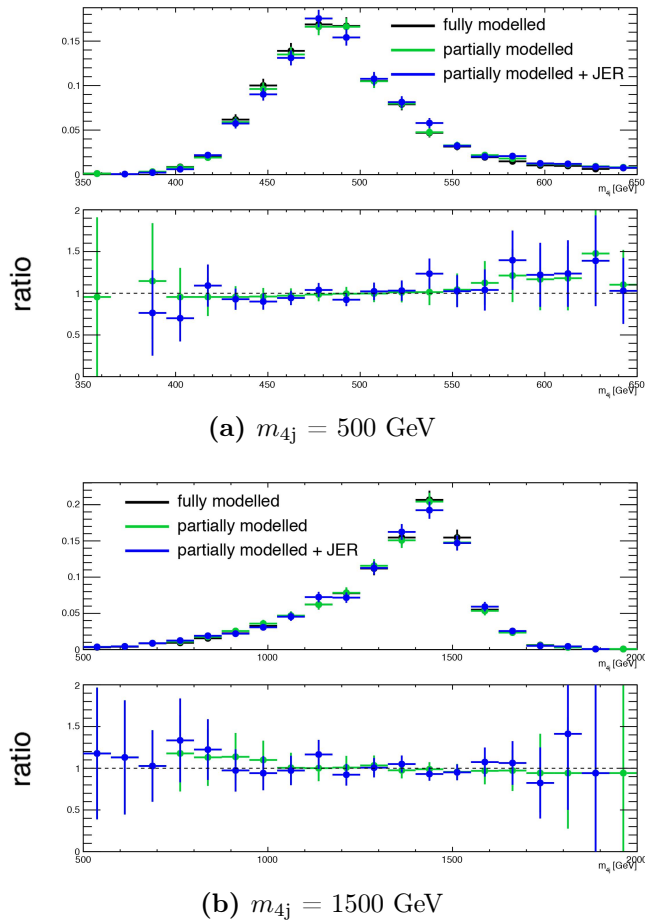 0.15
0.1
0.05
0
fully modelled
partially modelled
partially modelled + JER
350 400 450 500 550 600 650
m4j [GeV]
2
1.5
1
0.5
0
ratio
350 400 450 500 550 600 650
m4j [GeV]
(a) m4j = 500 GeV
0.2
0.15
0.1
0.05
0
fully modelled
partially modelled
partially modelled + JER
500 1000 1500 2000
m4j [GeV]
2
1.5
1
0.5
0
ratio
500 1000 1500 2000
m4j [GeV]
(b) m4j = 1500 GeV